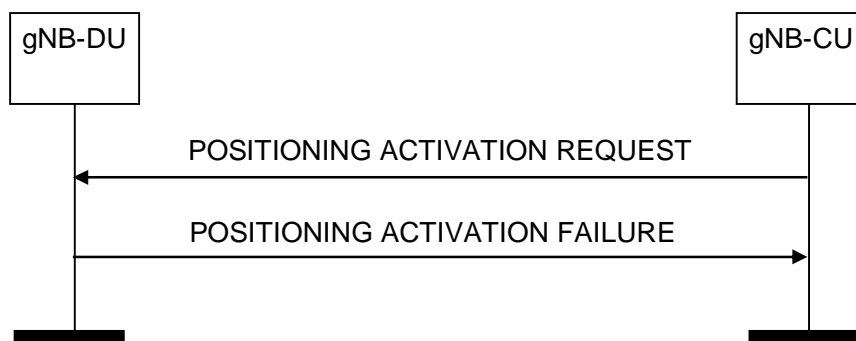 gNB-DU
gNB-CU
POSITIONING ACTIVATION REQUEST
POSITIONING ACTIVATION FAILURE